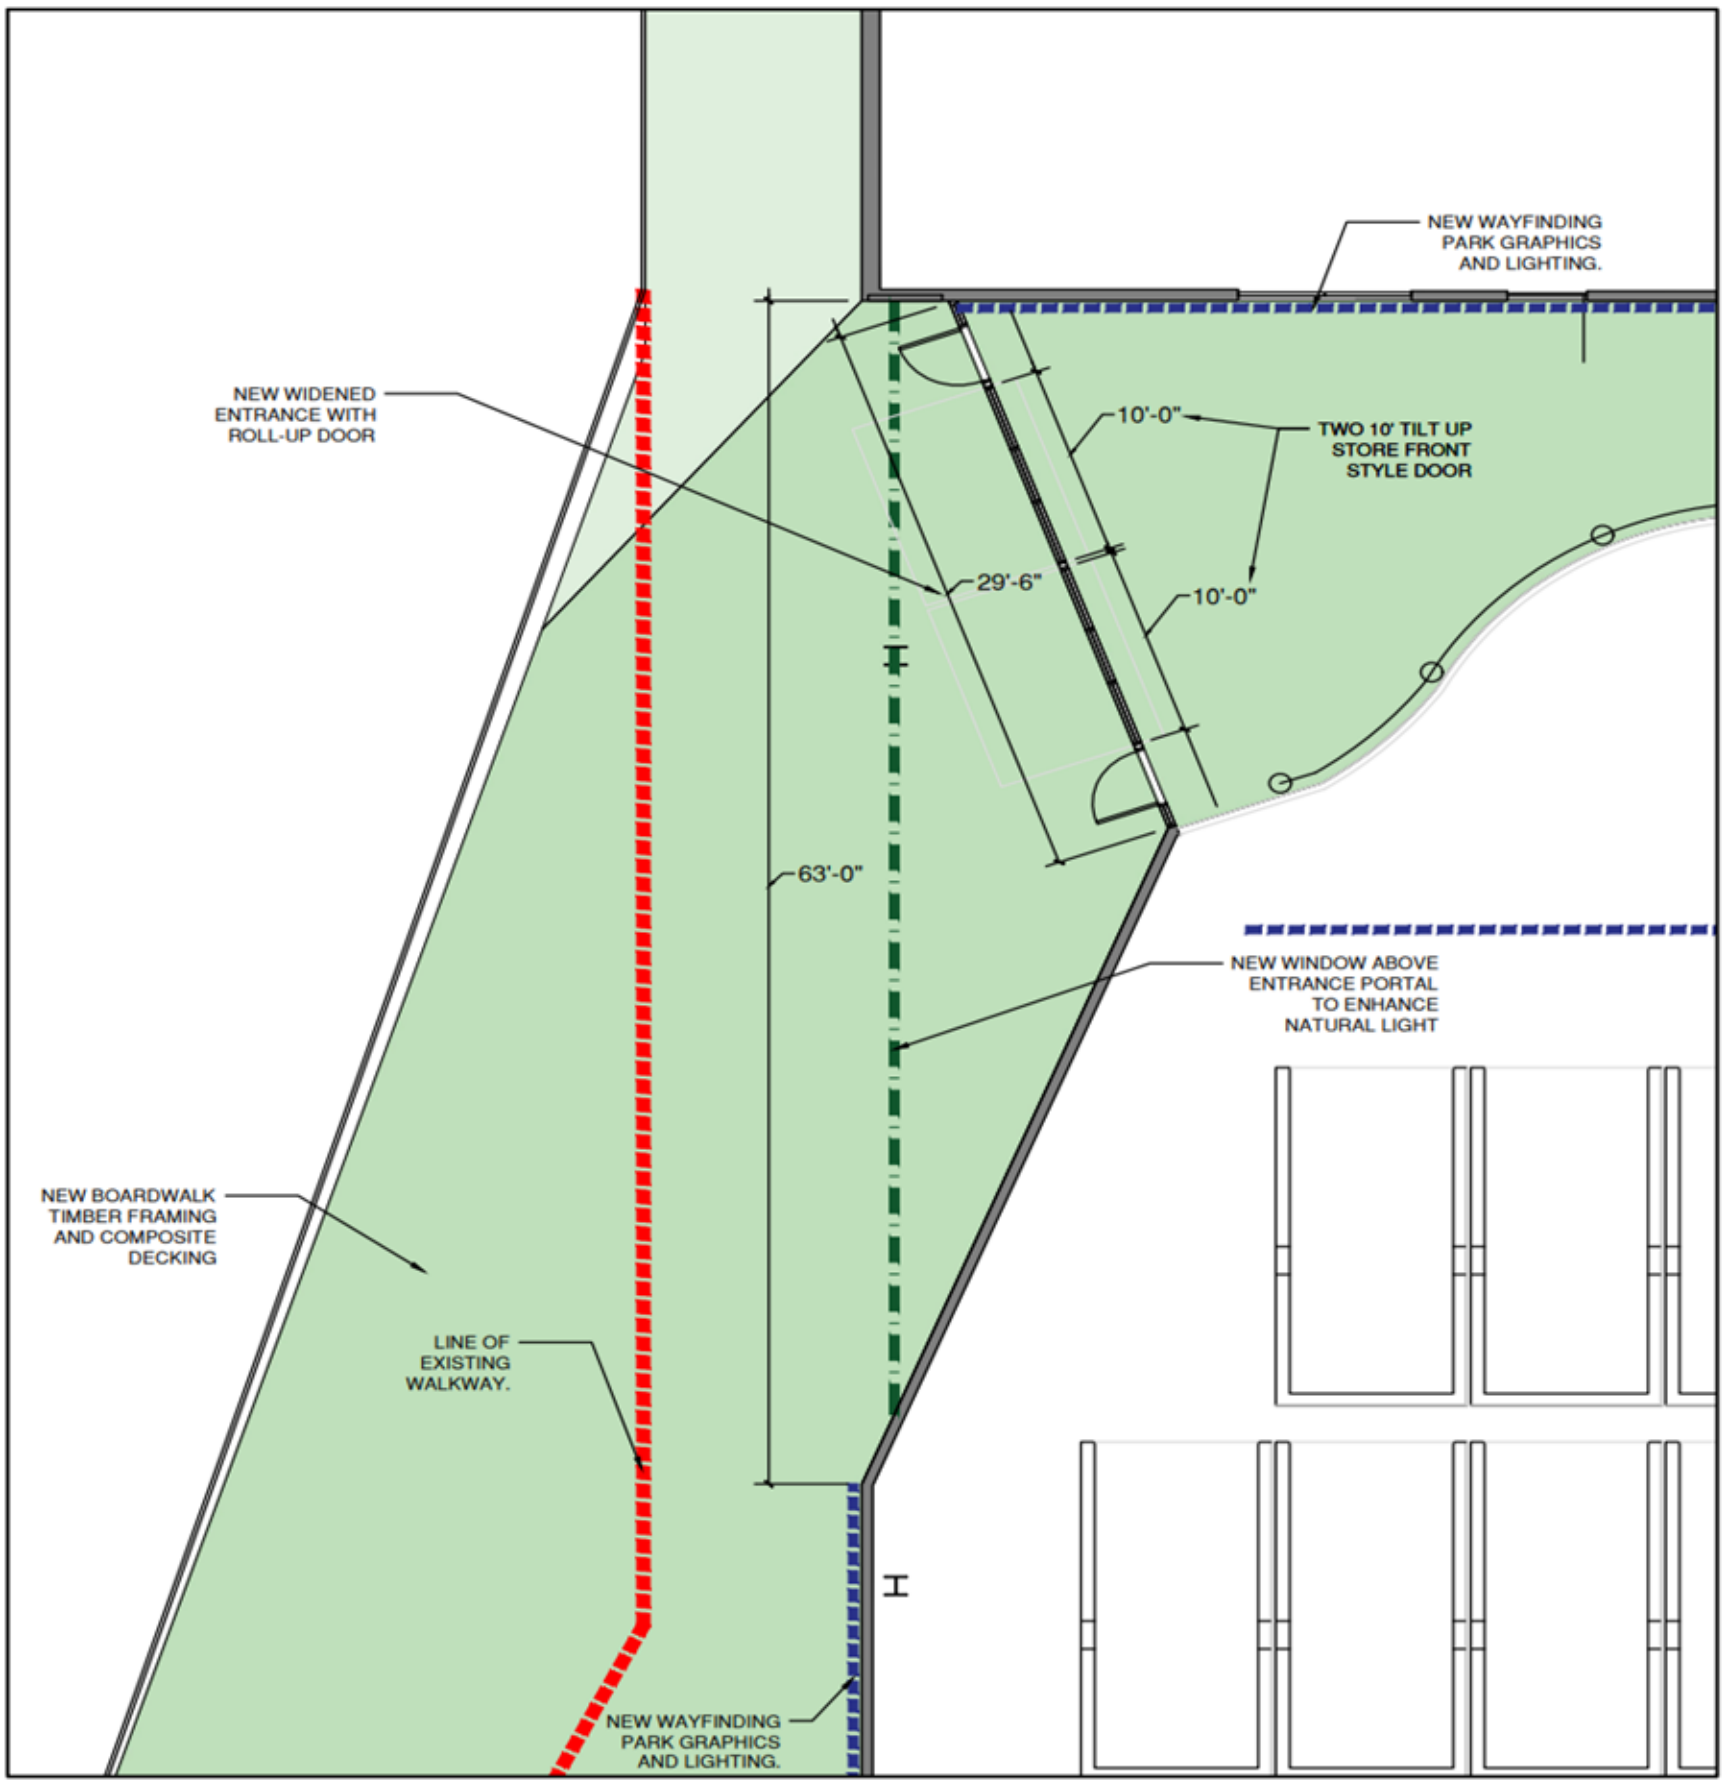 NEW WAYFINDING
PARK GRAPHICS
AND LIGHTING.
NEW WIDENED
ENTRANCE WITH
ROLL-UP DOOR
10'-0"
TWO 10' TILT UP
STORE FRONT
STYLE DOOR
29'-6"
10'-0"
63'-0"
NEW WINDOW ABOVE
ENTRANCE PORTAL
TO ENHANCE
NATURAL LIGHT
NEW BOARDWALK
TIMBER FRAMING
AND COMPOSITE
DECKING
LINE OF
EXISTING
WALKWAY.
NEW WAYFINDING
PARK GRAPHICS
AND LIGHTING.